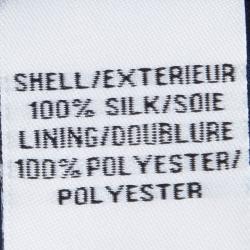 SHELL/EXTERIEUR
100% SILK/SOIE
LINING/DOUBLURE
100% POLYESTER/
POLYESTER